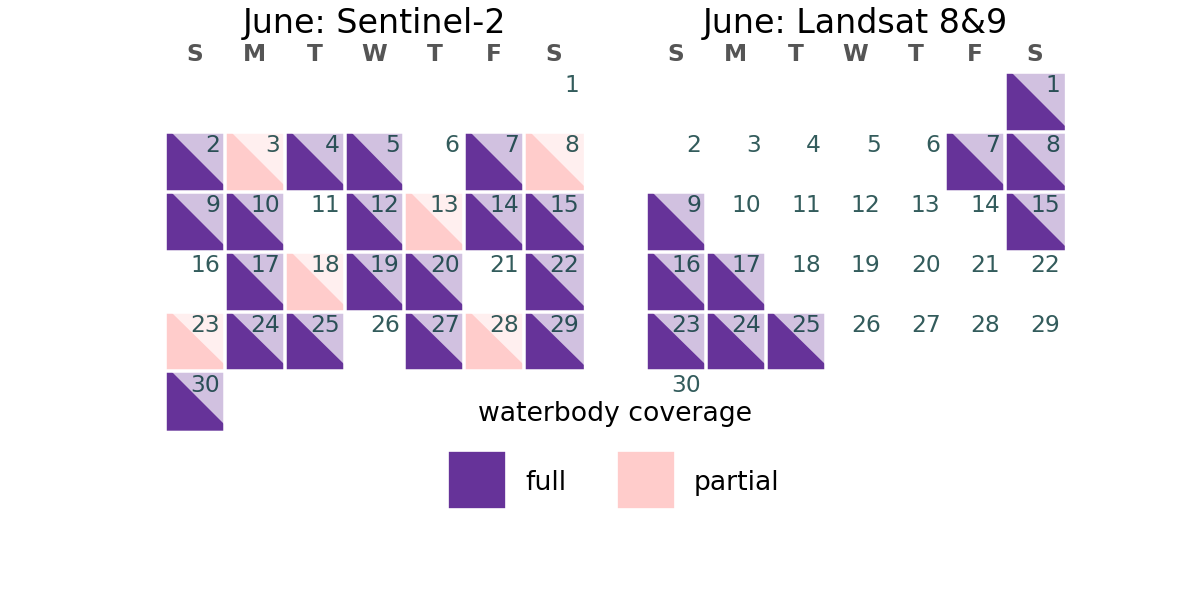 June: Sentinel-2
S M T W T F S
1
2 3 4 5 6 7 8
9 10 11 12 13 14 15
16 17 18 19 20 21 22
23 24 25 26 27 28 29
30
June: Landsat 8&9
S M T W T F S
1
2 3 4 5 6 7 8
9 10 11 12 13 14 15
16 17 18 19 20 21 22
23 24 25 26 27 28 29
30
waterbody coverage
full partial